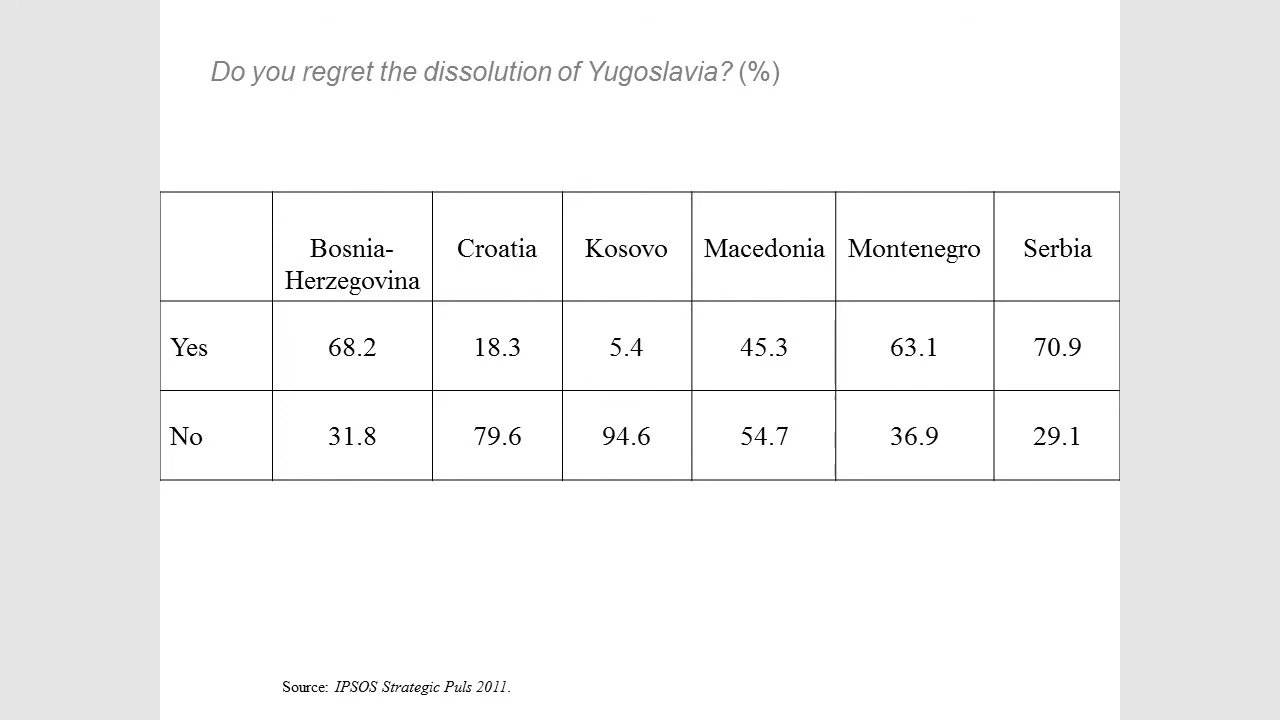 Do you regret the dissolution of Yugoslavia? (%)
Bosnia-
Herzegovina Croatia Kosovo Macedonia Montenegro Serbia
Yes 68.2 18.3 5.4 45.3 63.1 70.9
No 31.8 79.6 94.6 54.7 36.9 29.1
Source: IPSOS Strategic Puls 2011.